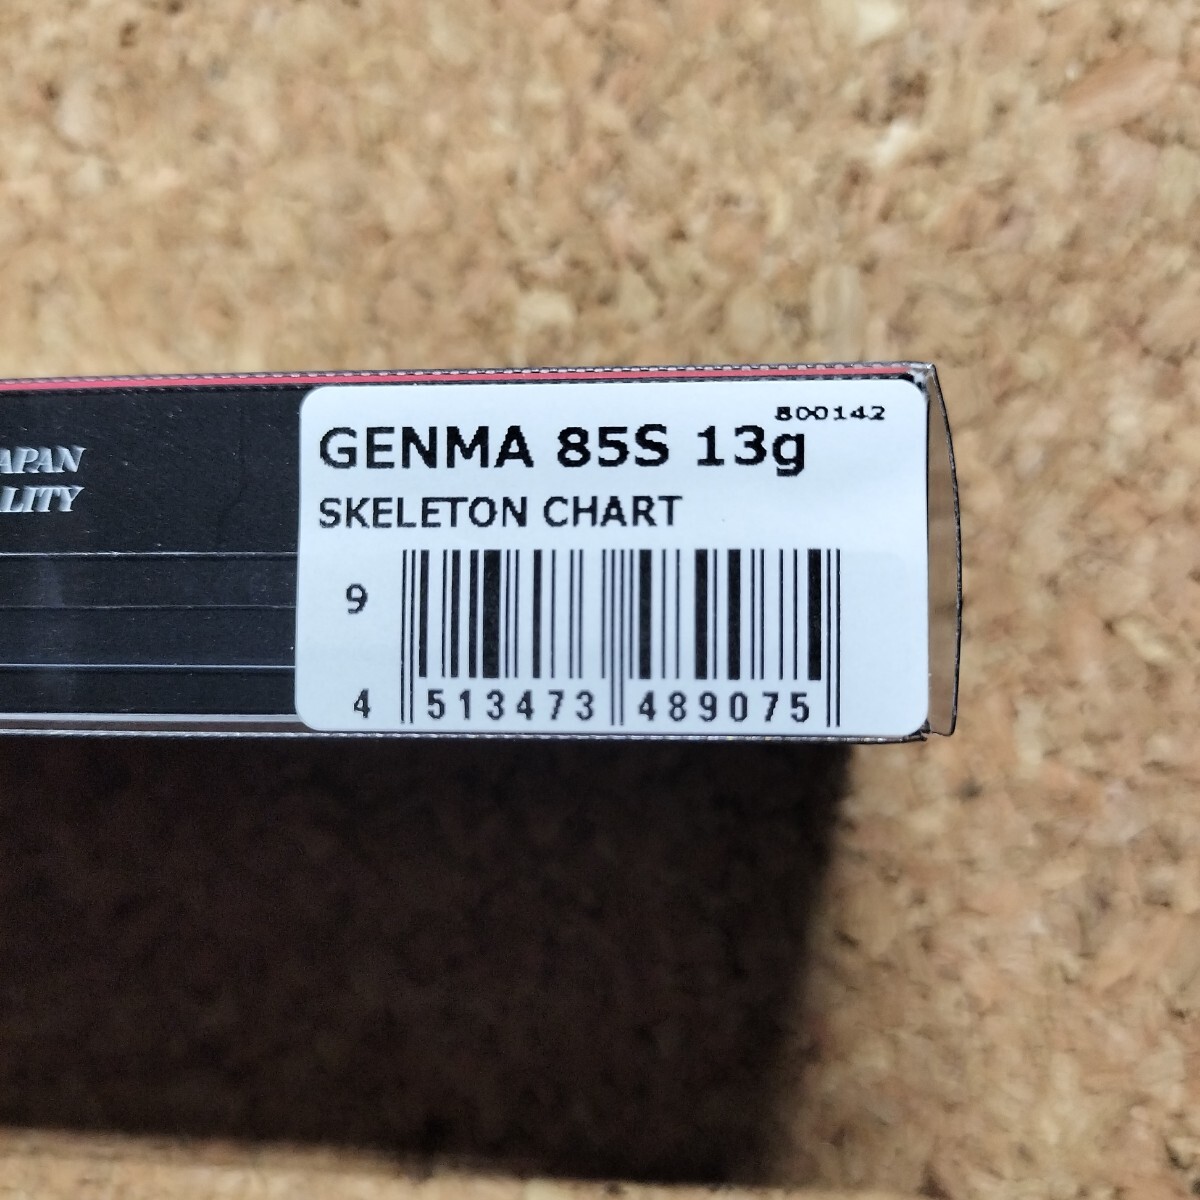 800142
GENMA 85S 13g
SKELETON CHART
9
4 513473 489075